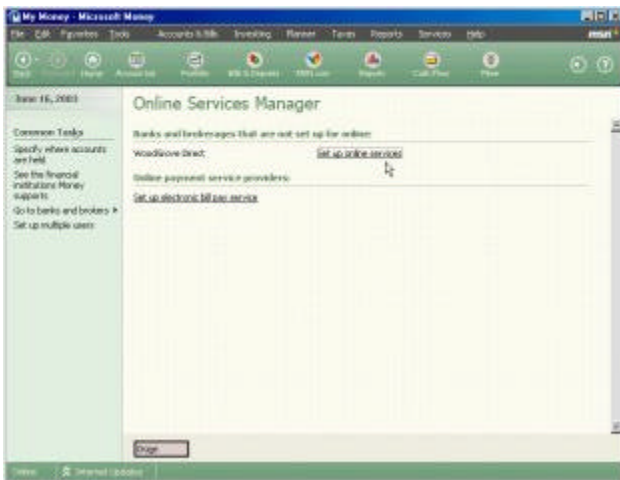 My Money - Microsoft Money
File Edit Favorites Tools Accounts & Bills Investing Planner Taxes Reports Services Help
msn
Back Home Account List Portfolio Bills & Deposits MSN.com Reports Cash Flow
June 16, 2003
Online Services Manager
Common Tasks
Banks and brokerages that are not set up for online:
Specify where accounts are held
WoodGrove Direct Set up online services
See the financial institutions Money supports
Online payment service providers:
Go to banks and brokers
Set up electronic bill pay service
Set up multiple users
Internet Updates